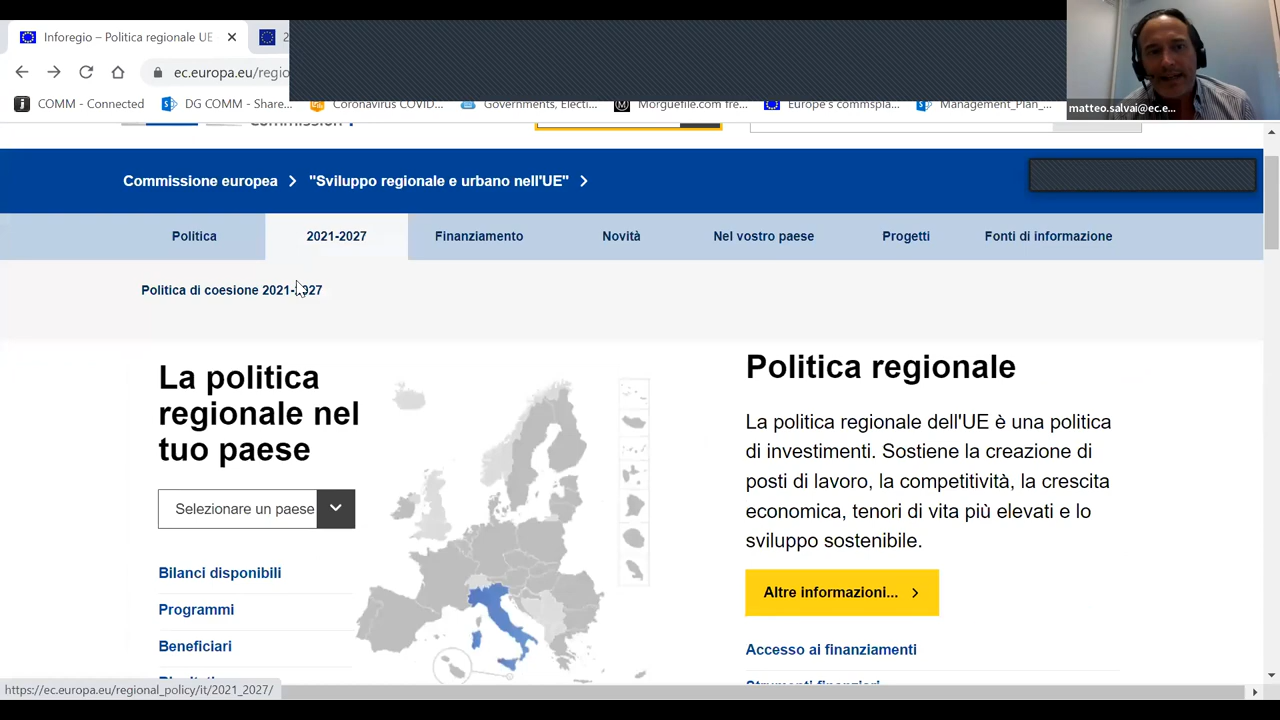 Inforegio – Politica regionale UE
2
ec.europa.eu/regio
COMM - Connected
DG COMM - Share...
Coronavirus COVID...
Governments, Electi...
Morguefile.com fre...
Europe's commspla...
Management_Plan_...
matteo.salvai@ec.e...
Commission
Commissione europea
"Sviluppo regionale e urbano nell'UE"
Politica
2021-2027
Finanziamento
Novità
Nel vostro paese
Progetti
Fonti di informazione
Politica di coesione 2021-2027
La politica
regionale nel
tuo paese
Selezionare un paese
Bilanci disponibili
Programmi
Beneficiari
Politica regionale
La politica regionale dell'UE è una politica
di investimenti. Sostiene la creazione di
posti di lavoro, la competitività, la crescita
economica, tenori di vita più elevati e lo
sviluppo sostenibile.
Altre informazioni...
Accesso ai finanziamenti
Strumenti finanziari
https://ec.europa.eu/regional_policy/it/2021_2027/